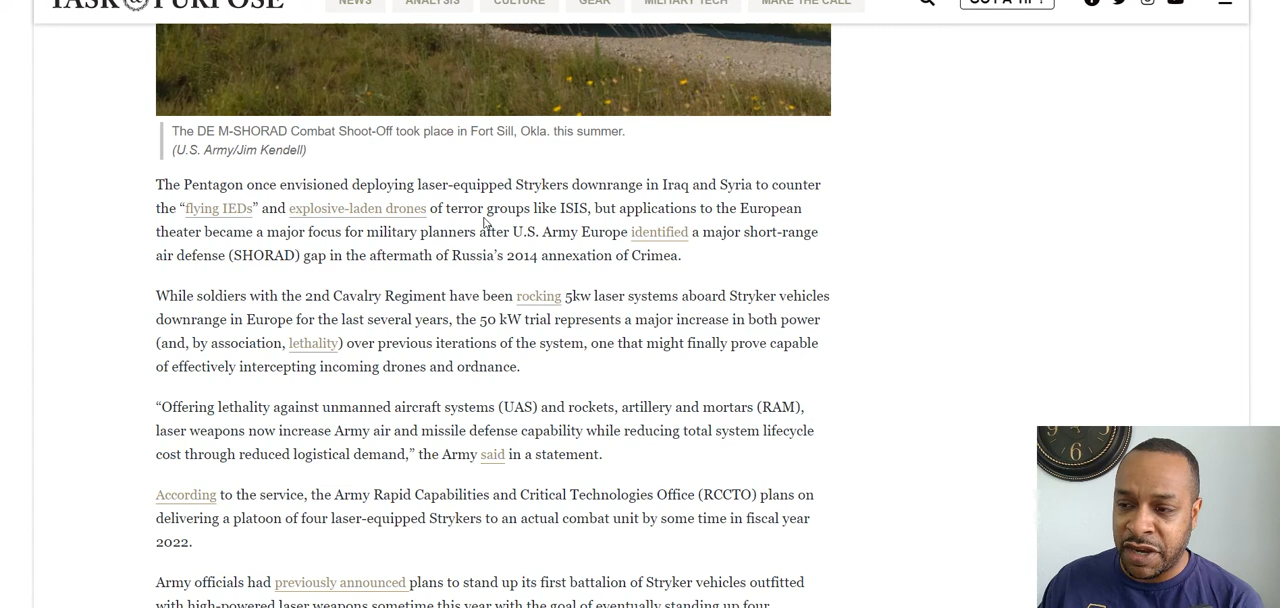 TASK & PURPOSE NEWS ANALYSIS CULTURE GEAR MILITARY TECH MAKE THE CALL GOT A TIP?
The DE M-SHORAD Combat Shoot-Off took place in Fort Sill, Okla. this summer.
(U.S. Army/Jim Kendell)
The Pentagon once envisioned deploying laser-equipped Strykers downrange in Iraq and Syria to counter
the “flying IEDs” and explosive-laden drones of terror groups like ISIS, but applications to the European
theater became a major focus for military planners after U.S. Army Europe identified a major short-range
air defense (SHORAD) gap in the aftermath of Russia’s 2014 annexation of Crimea.
While soldiers with the 2nd Cavalry Regiment have been rocking 5kw laser systems aboard Stryker vehicles
downrange in Europe for the last several years, the 50 kW trial represents a major increase in both power
(and, by association, lethality) over previous iterations of the system, one that might finally prove capable
of effectively intercepting incoming drones and ordnance.
“Offering lethality against unmanned aircraft systems (UAS) and rockets, artillery and mortars (RAM),
laser weapons now increase Army air and missile defense capability while reducing total system lifecycle
cost through reduced logistical demand,” the Army said in a statement.
According to the service, the Army Rapid Capabilities and Critical Technologies Office (RCCTO) plans on
delivering a platoon of four laser-equipped Strykers to an actual combat unit by some time in fiscal year
2022.
Army officials had previously announced plans to stand up its first battalion of Stryker vehicles outfitted
with high-powered laser weapons sometime this year with the goal of eventually standing up four
9 3
6